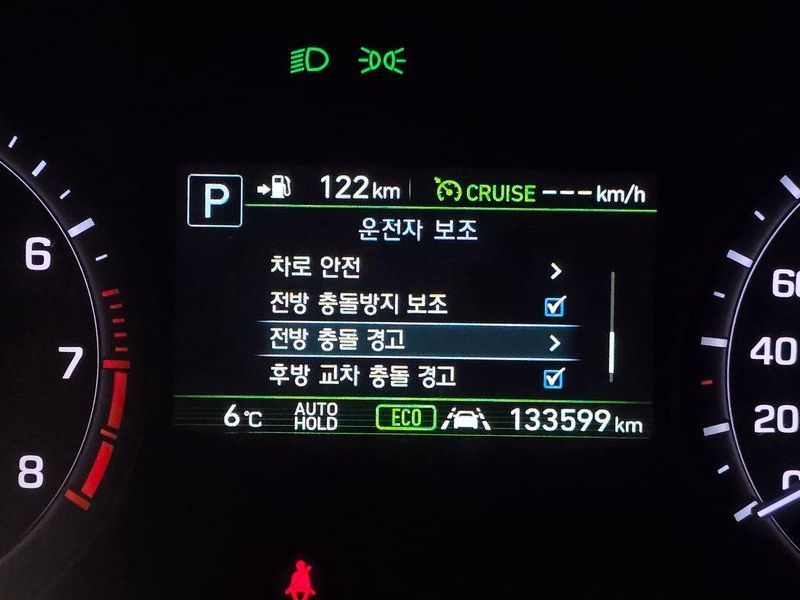 P 122km CRUISE ---km/h
운전자 보조
차로 안전
전방 충돌방지 보조
전방 충돌 경고
후방 교차 충돌 경고
6℃ AUTO HOLD ECO 133599km
6
7
8
60
40
20
0